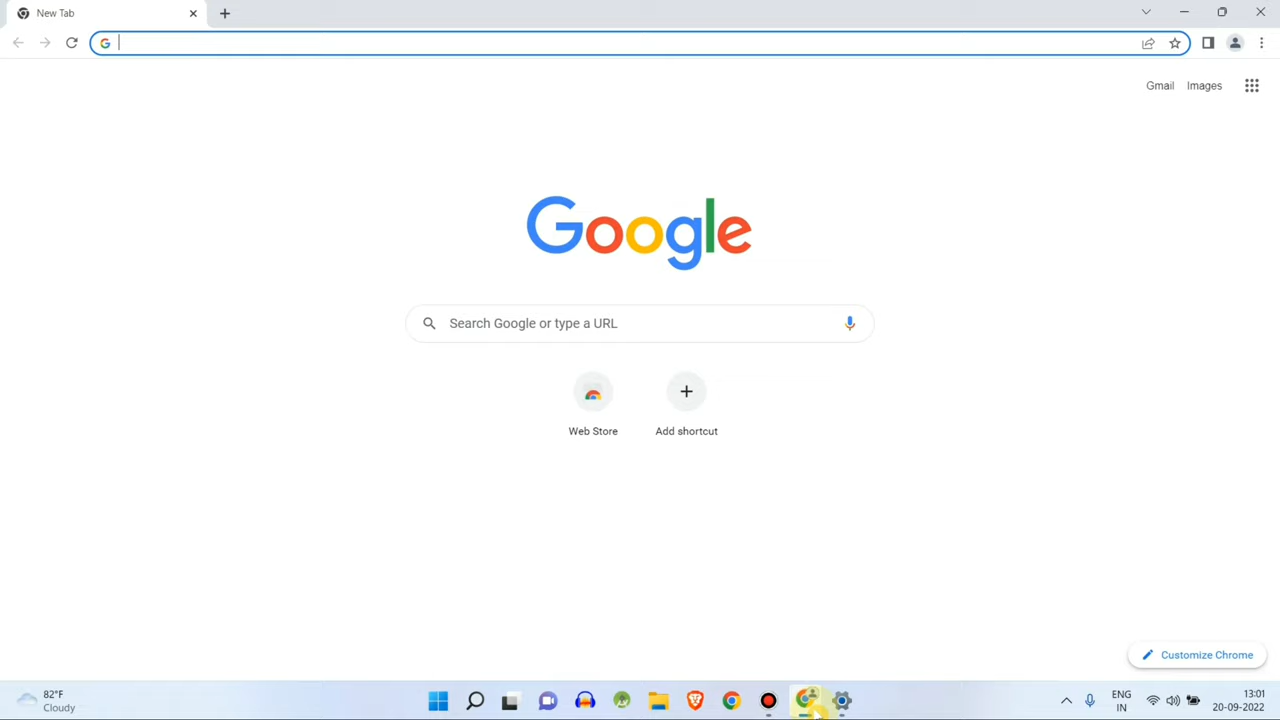 New Tab
Gmail Images
Google
Search Google or type a URL
Web Store Add shortcut
Customize Chrome
82°F
Cloudy
ENG
IN
13:01
20-09-2022